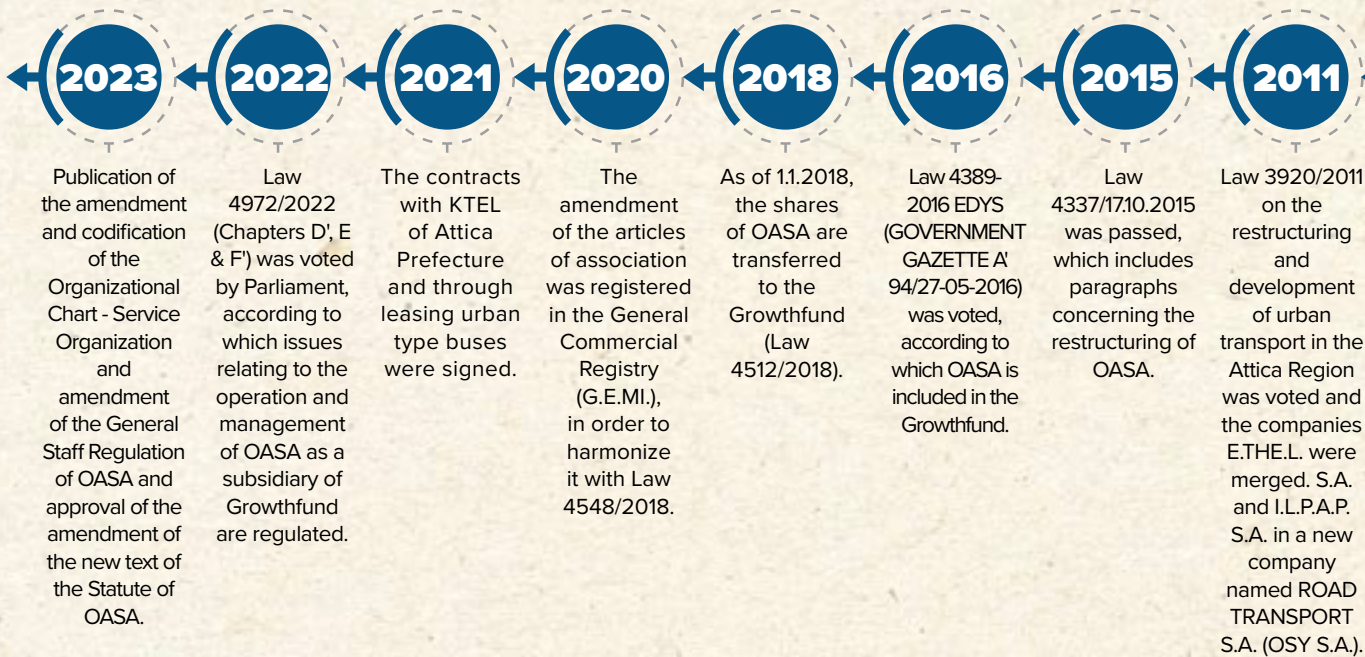 2023
Publication of
the amendment
and codification
of the
Organizational
Chart - Service
Organization
and
amendment
of the General
Staff Regulation
of OASA and
approval of the
amendment of
the new text of
the Statute of
OASA.
2022
Law
4972/2022
(Chapters D', E
& F') was voted
by Parliament,
according to
which issues
relating to the
operation and
management
of OASA as a
subsidiary of
Growthfund
are regulated.
2021
The contracts
with KTEL
of Attica
Prefecture
and through
leasing urban
type buses
were signed.
2020
The
amendment
of the articles
of association
was registered
in the General
Commercial
Registry
(G.E.MI.),
in order to
harmonize
it with Law
4548/2018.
2018
As of 1.1.2018,
the shares
of OASA are
transferred
to the
Growthfund
(Law
4512/2018).
2016
Law 4389-
2016 EDYS
(GOVERNMENT
GAZETTE A'
94/27-05-2016)
was voted,
according to
which OASA is
included in the
Growthfund.
2015
Law
4337/17.10.2015
was passed,
which includes
paragraphs
concerning the
restructuring of
OASA.
2011
Law 3920/2011
on the
restructuring
and
development
of urban
transport in the
Attica Region
was voted and
the companies
E.THE.L. were
merged. S.A.
and I.L.P.A.P.
S.A. in a new
company
named ROAD
TRANSPORT
S.A. (OSY S.A.).